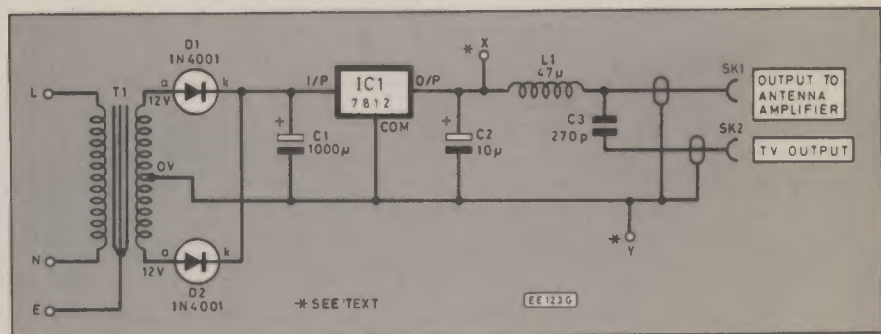 D1
1N4001
L
T1
a
k
12V
I/P
IC1
7812
O/P
COM
* X
L1
47µ
SK1
OUTPUT TO
ANTENNA
AMPLIFIER
+
C1
1000µ
+
C2
10µ
C3
270p
SK2
TV OUTPUT
0V
N
a
k
12V
D2
1N4001
* Y
E
* SEE TEXT
EE123G